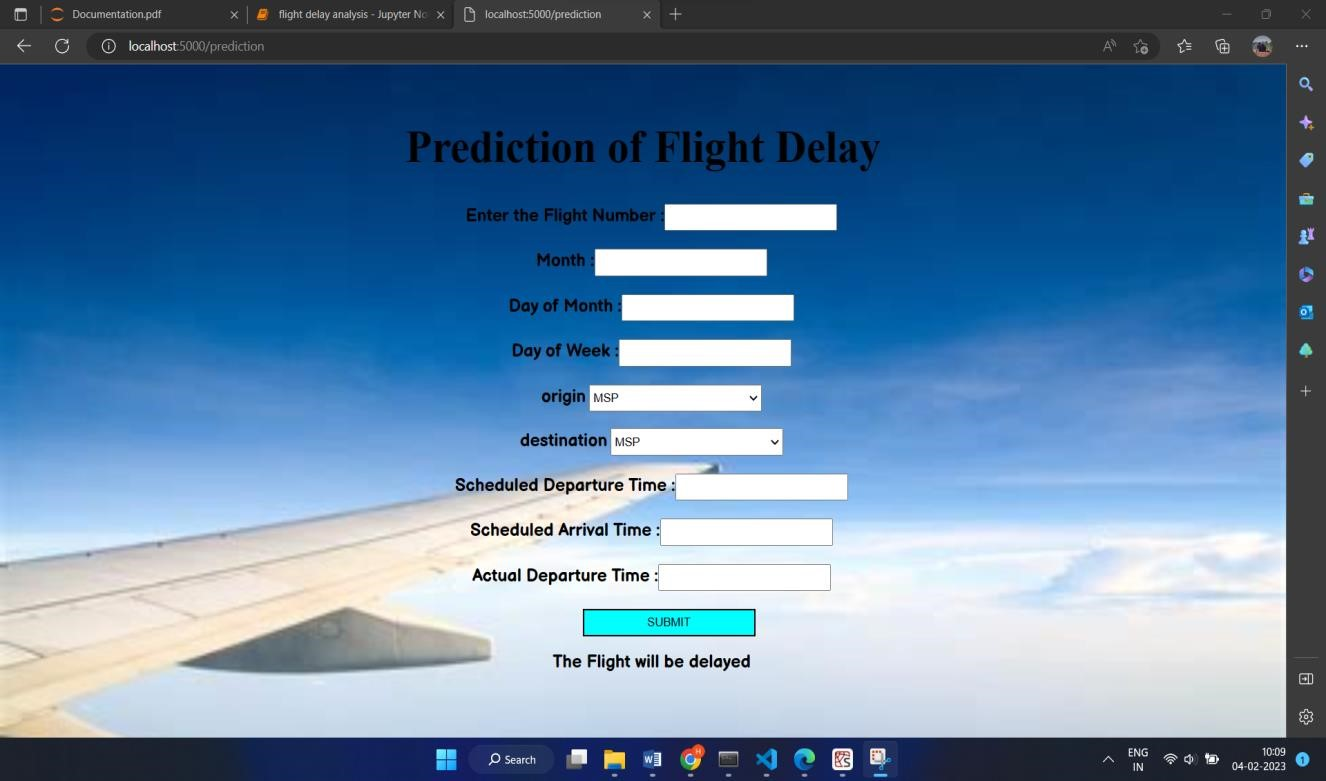 Documentation.pdf
flight delay analysis - Jupyter No
localhost:5000/prediction
localhost:5000/prediction
Prediction of Flight Delay
Enter the Flight Number :
Month :
Day of Month :
Day of Week :
origin MSP
destination MSP
Scheduled Departure Time :
Scheduled Arrival Time :
Actual Departure Time :
SUBMIT
The Flight will be delayed
Search
ENG
IN
10:09
04-02-2023
1